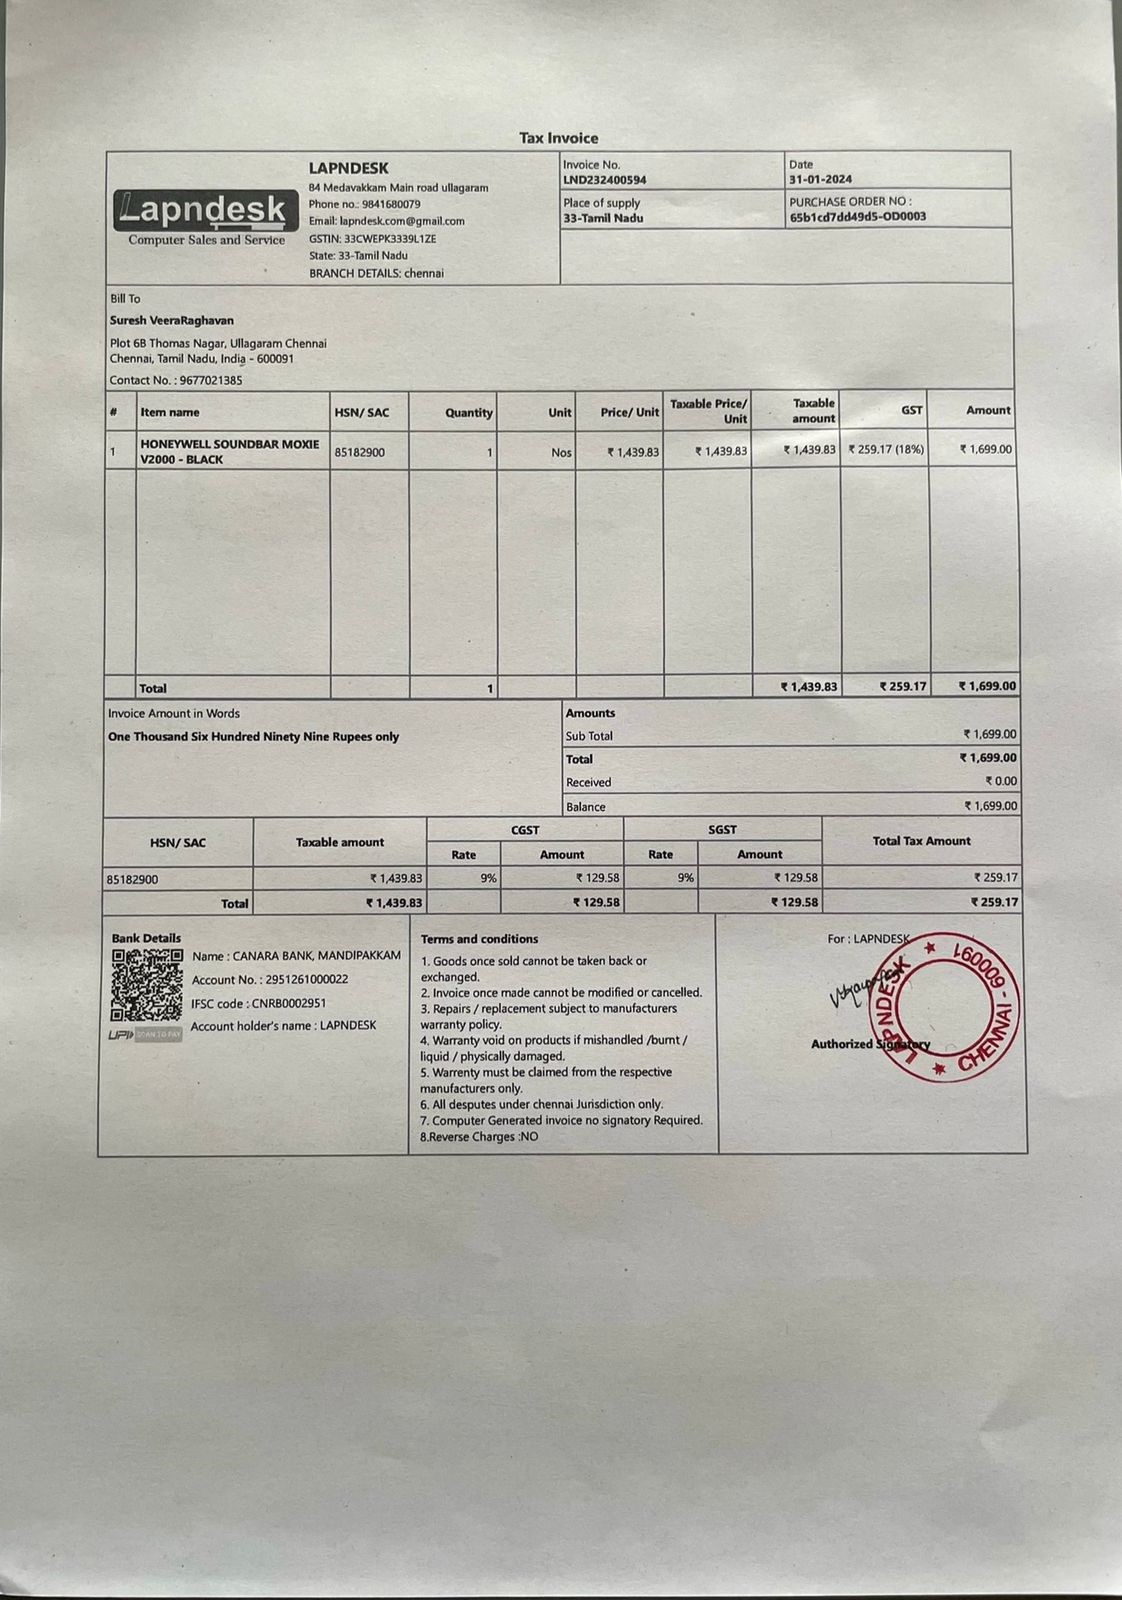 Tax Invoice
Lapndesk
Computer Sales and Service
LAPNDESK
84 Medavakkam Main road ullagaram
Phone no.: 9841680079
Email: lapndesk.com@gmail.com
GSTIN: 33CWEPK3339L1ZE
State: 33-Tamil Nadu
BRANCH DETAILS: chennai
Invoice No.
LND232400594
Date
31-01-2024
Place of supply
33-Tamil Nadu
PURCHASE ORDER NO :
65b1cd7dd49d5-OD0003
Bill To
Suresh VeeraRaghavan
Plot 6B Thomas Nagar, Ullagaram Chennai
Chennai, Tamil Nadu, India - 600091
Contact No. : 9677021385
# Item name HSN/ SAC Quantity Unit Price/ Unit Taxable Price/ Unit Taxable amount GST Amount
1 HONEYWELL SOUNDBAR MOXIE V2000 - BLACK 85182900 1 Nos ₹ 1,439.83 ₹ 1,439.83 ₹ 1,439.83 ₹ 259.17 (18%) ₹ 1,699.00
Total 1 ₹ 1,439.83 ₹ 259.17 ₹ 1,699.00
Invoice Amount in Words
One Thousand Six Hundred Ninety Nine Rupees only
Amounts
Sub Total ₹ 1,699.00
Total ₹ 1,699.00
Received ₹ 0.00
Balance ₹ 1,699.00
HSN/ SAC Taxable amount CGST SGST Total Tax Amount
Rate Amount Rate Amount
85182900 ₹ 1,439.83 9% ₹ 129.58 9% ₹ 129.58 ₹ 259.17
Total ₹ 1,439.83 ₹ 129.58 ₹ 129.58 ₹ 259.17
Bank Details
Name : CANARA BANK, MANDIPAKKAM
Account No. : 2951261000022
IFSC code : CNRB0002951
Account holder's name : LAPNDESK
UPI SCAN TO PAY
Terms and conditions
1. Goods once sold cannot be taken back or
exchanged.
2. Invoice once made cannot be modified or cancelled.
3. Repairs / replacement subject to manufacturers
warranty policy.
4. Warranty void on products if mishandled /burnt /
liquid / physically damaged.
5. Warrenty must be claimed from the respective
manufacturers only.
6. All desputes under chennai Jurisdiction only.
7. Computer Generated invoice no signatory Required.
8.Reverse Charges :NO
For : LAPNDESK
Authorized Signatory
LAPNDESK ★ CHENNAI - 600091 ★